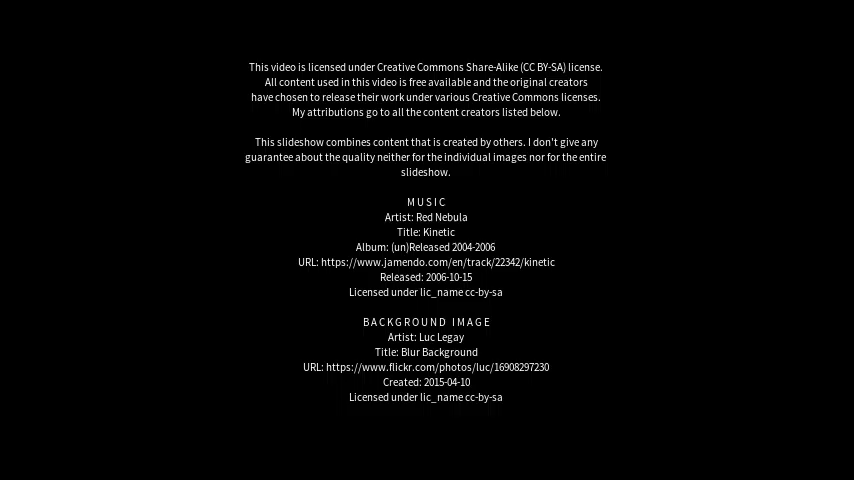 This video is licensed under Creative Commons Share-Alike (CC BY-SA) license.
All content used in this video is free available and the original creators
have chosen to release their work under various Creative Commons licenses.
My attributions go to all the content creators listed below.
This slideshow combines content that is created by others. I don't give any
guarantee about the quality neither for the individual images nor for the entire
slideshow.
MUSIC
Artist: Red Nebula
Title: Kinetic
Album: (un)Released 2004-2006
URL: https://www.jamendo.com/en/track/22342/kinetic
Released: 2006-10-15
Licensed under lic_name cc-by-sa
BACKGROUND IMAGE
Artist: Luc Legay
Title: Blur Background
URL: https://www.flickr.com/photos/luc/16908297230
Created: 2015-04-10
Licensed under lic_name cc-by-sa